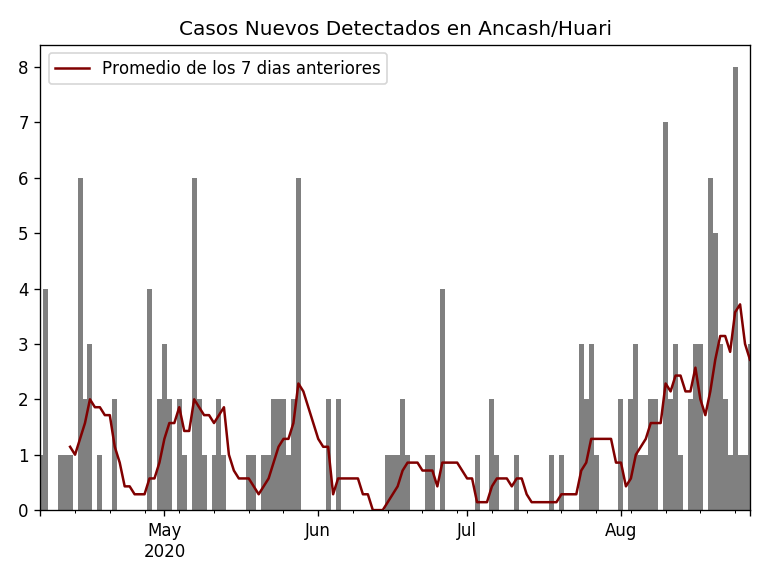 Casos Nuevos Detectados en Ancash/Huari
Promedio de los 7 dias anteriores
8
7
6
5
4
3
2
1
0
May
2020
Jun
Jul
Aug